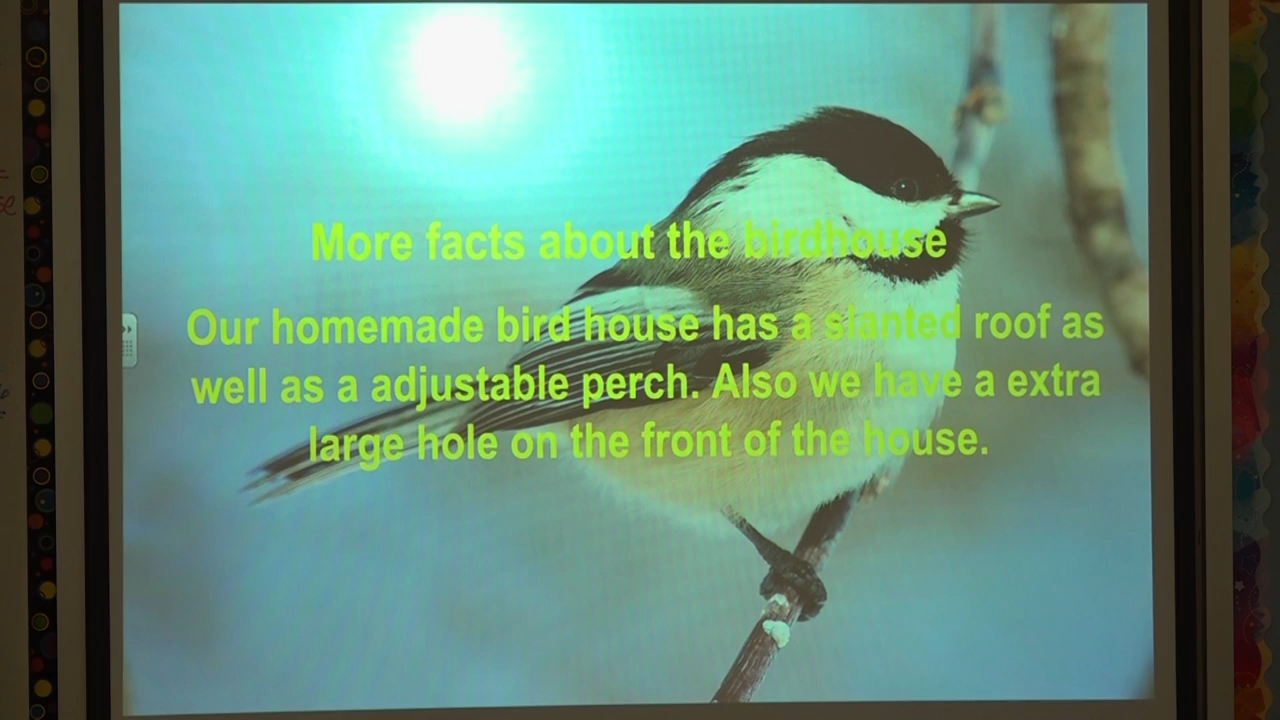 More facts about the birdhouse
Our homemade bird house has a slanted roof as
well as a adjustable perch. Also we have a extra
large hole on the front of the house.